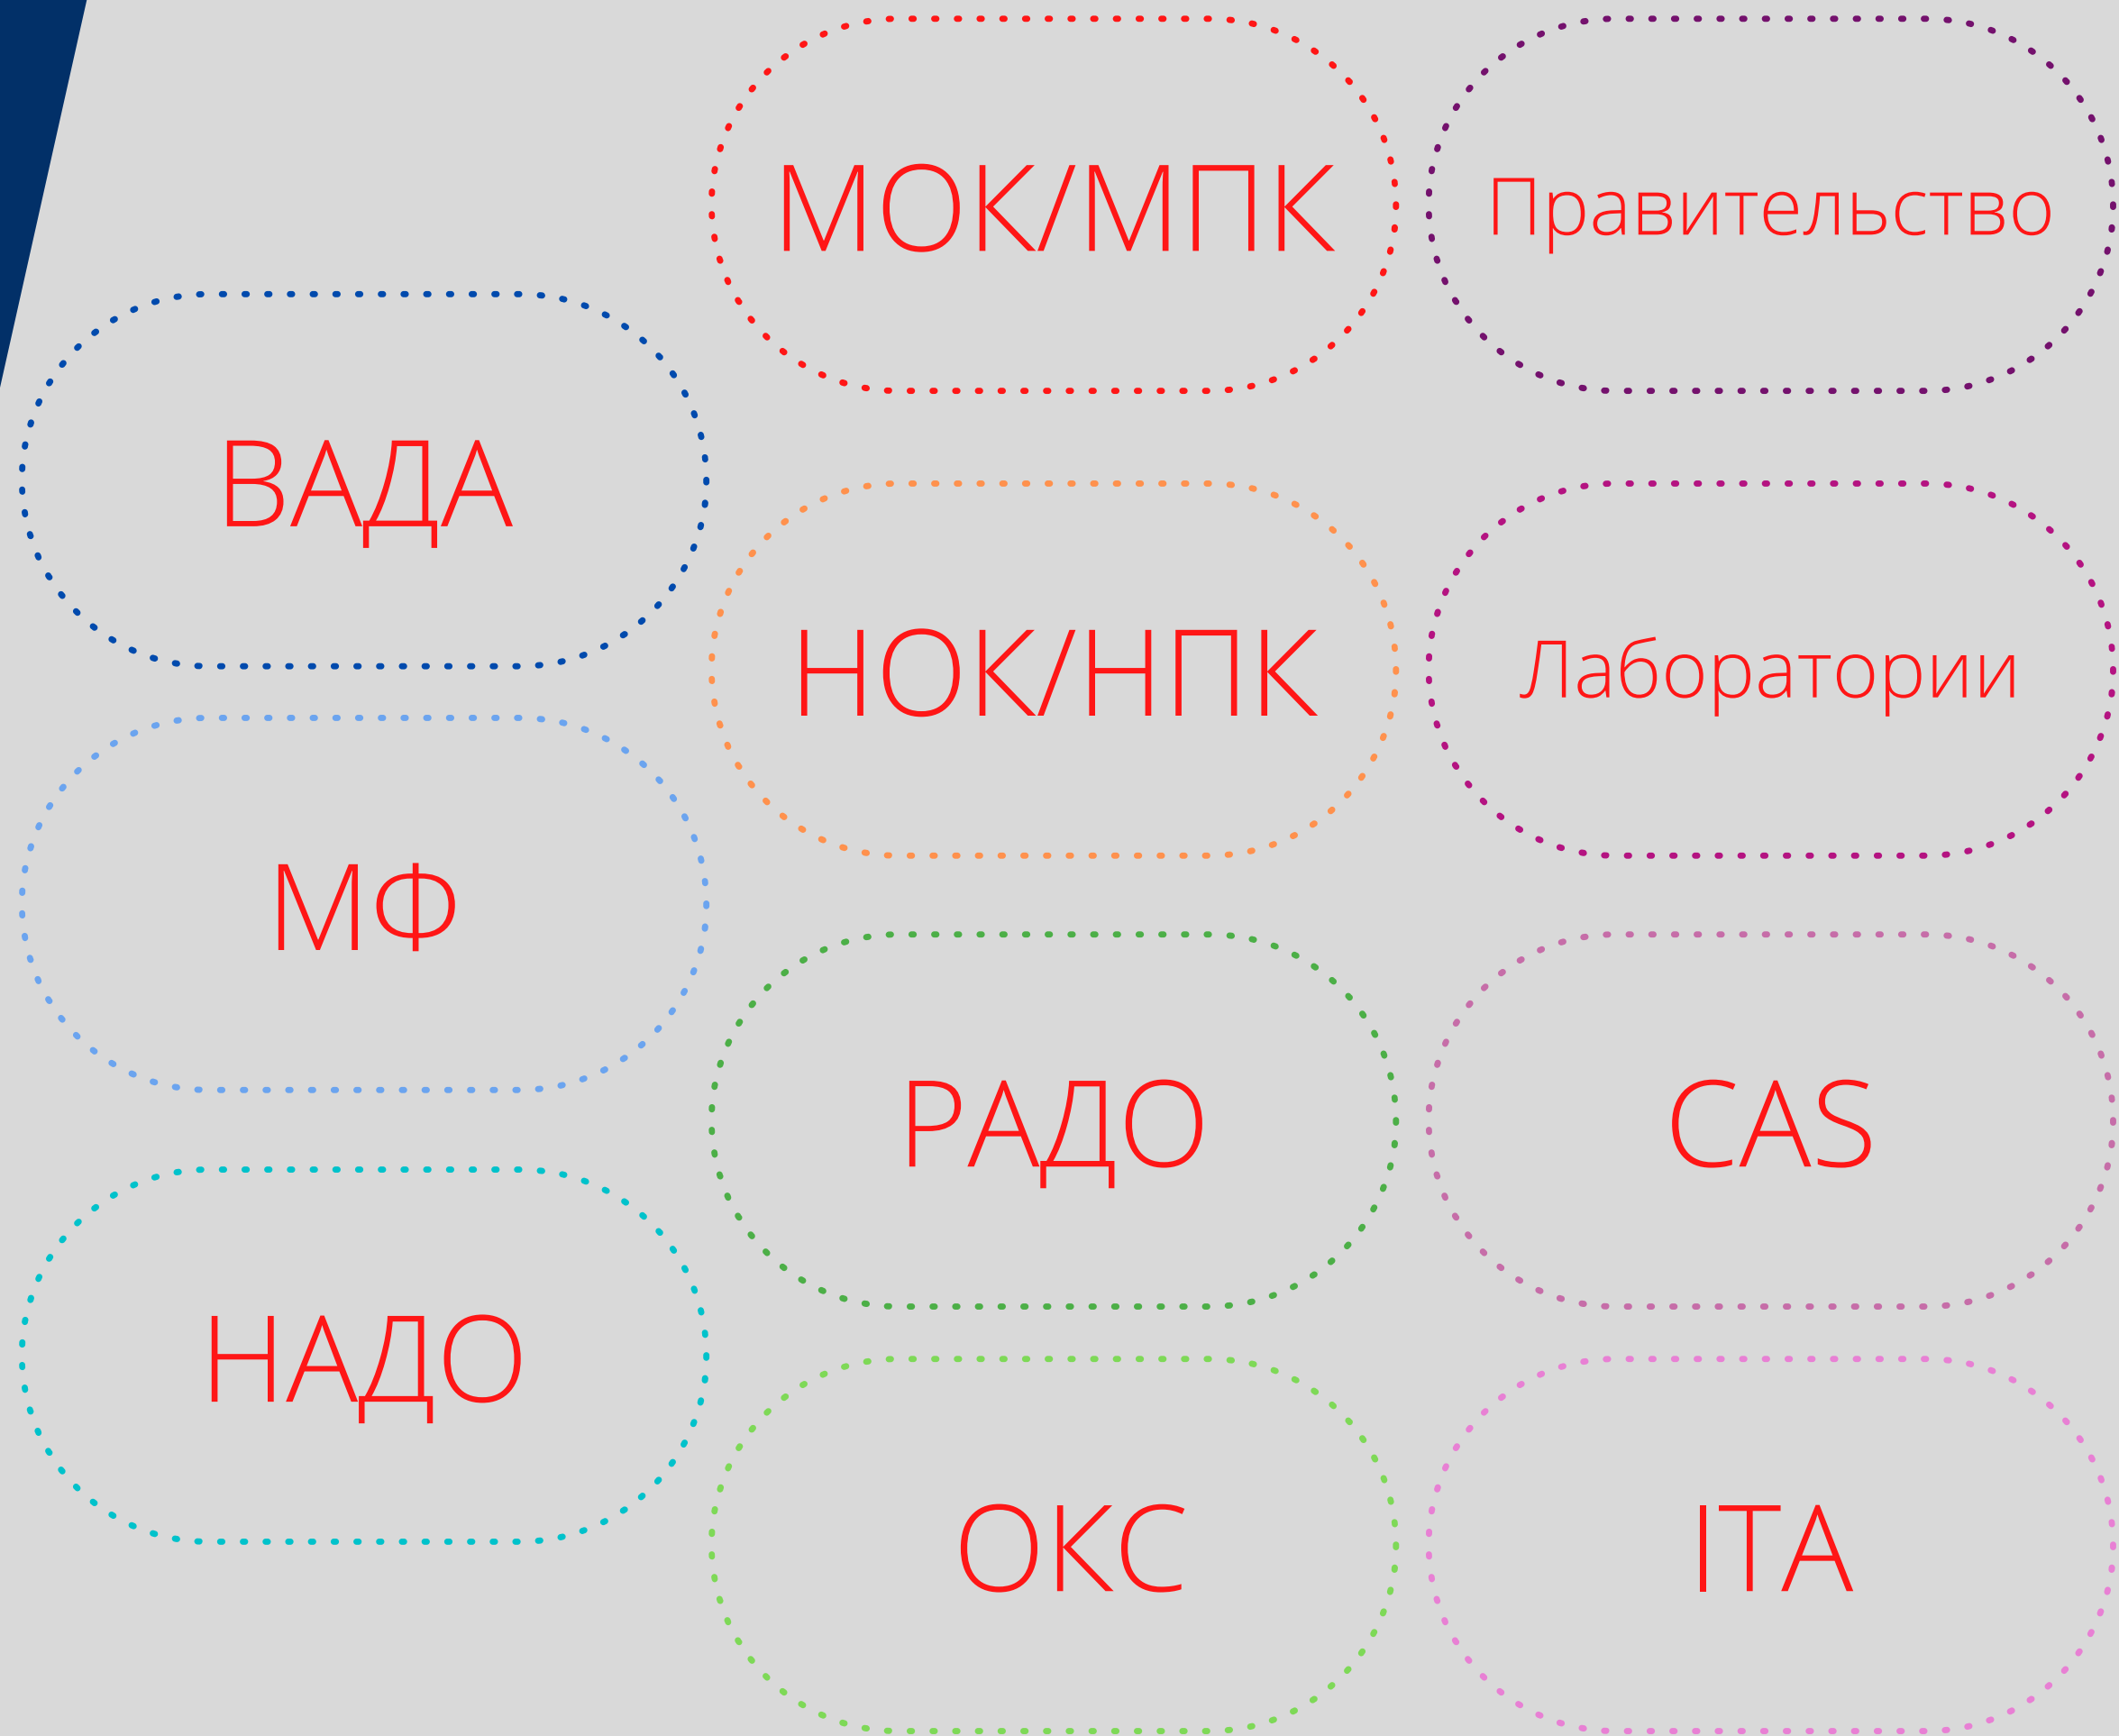 МОК/МПК
Правительство
ВАДА
НОК/НПК
Лаборатории
МФ
РАДО
CAS
НАДО
ОКС
ITA